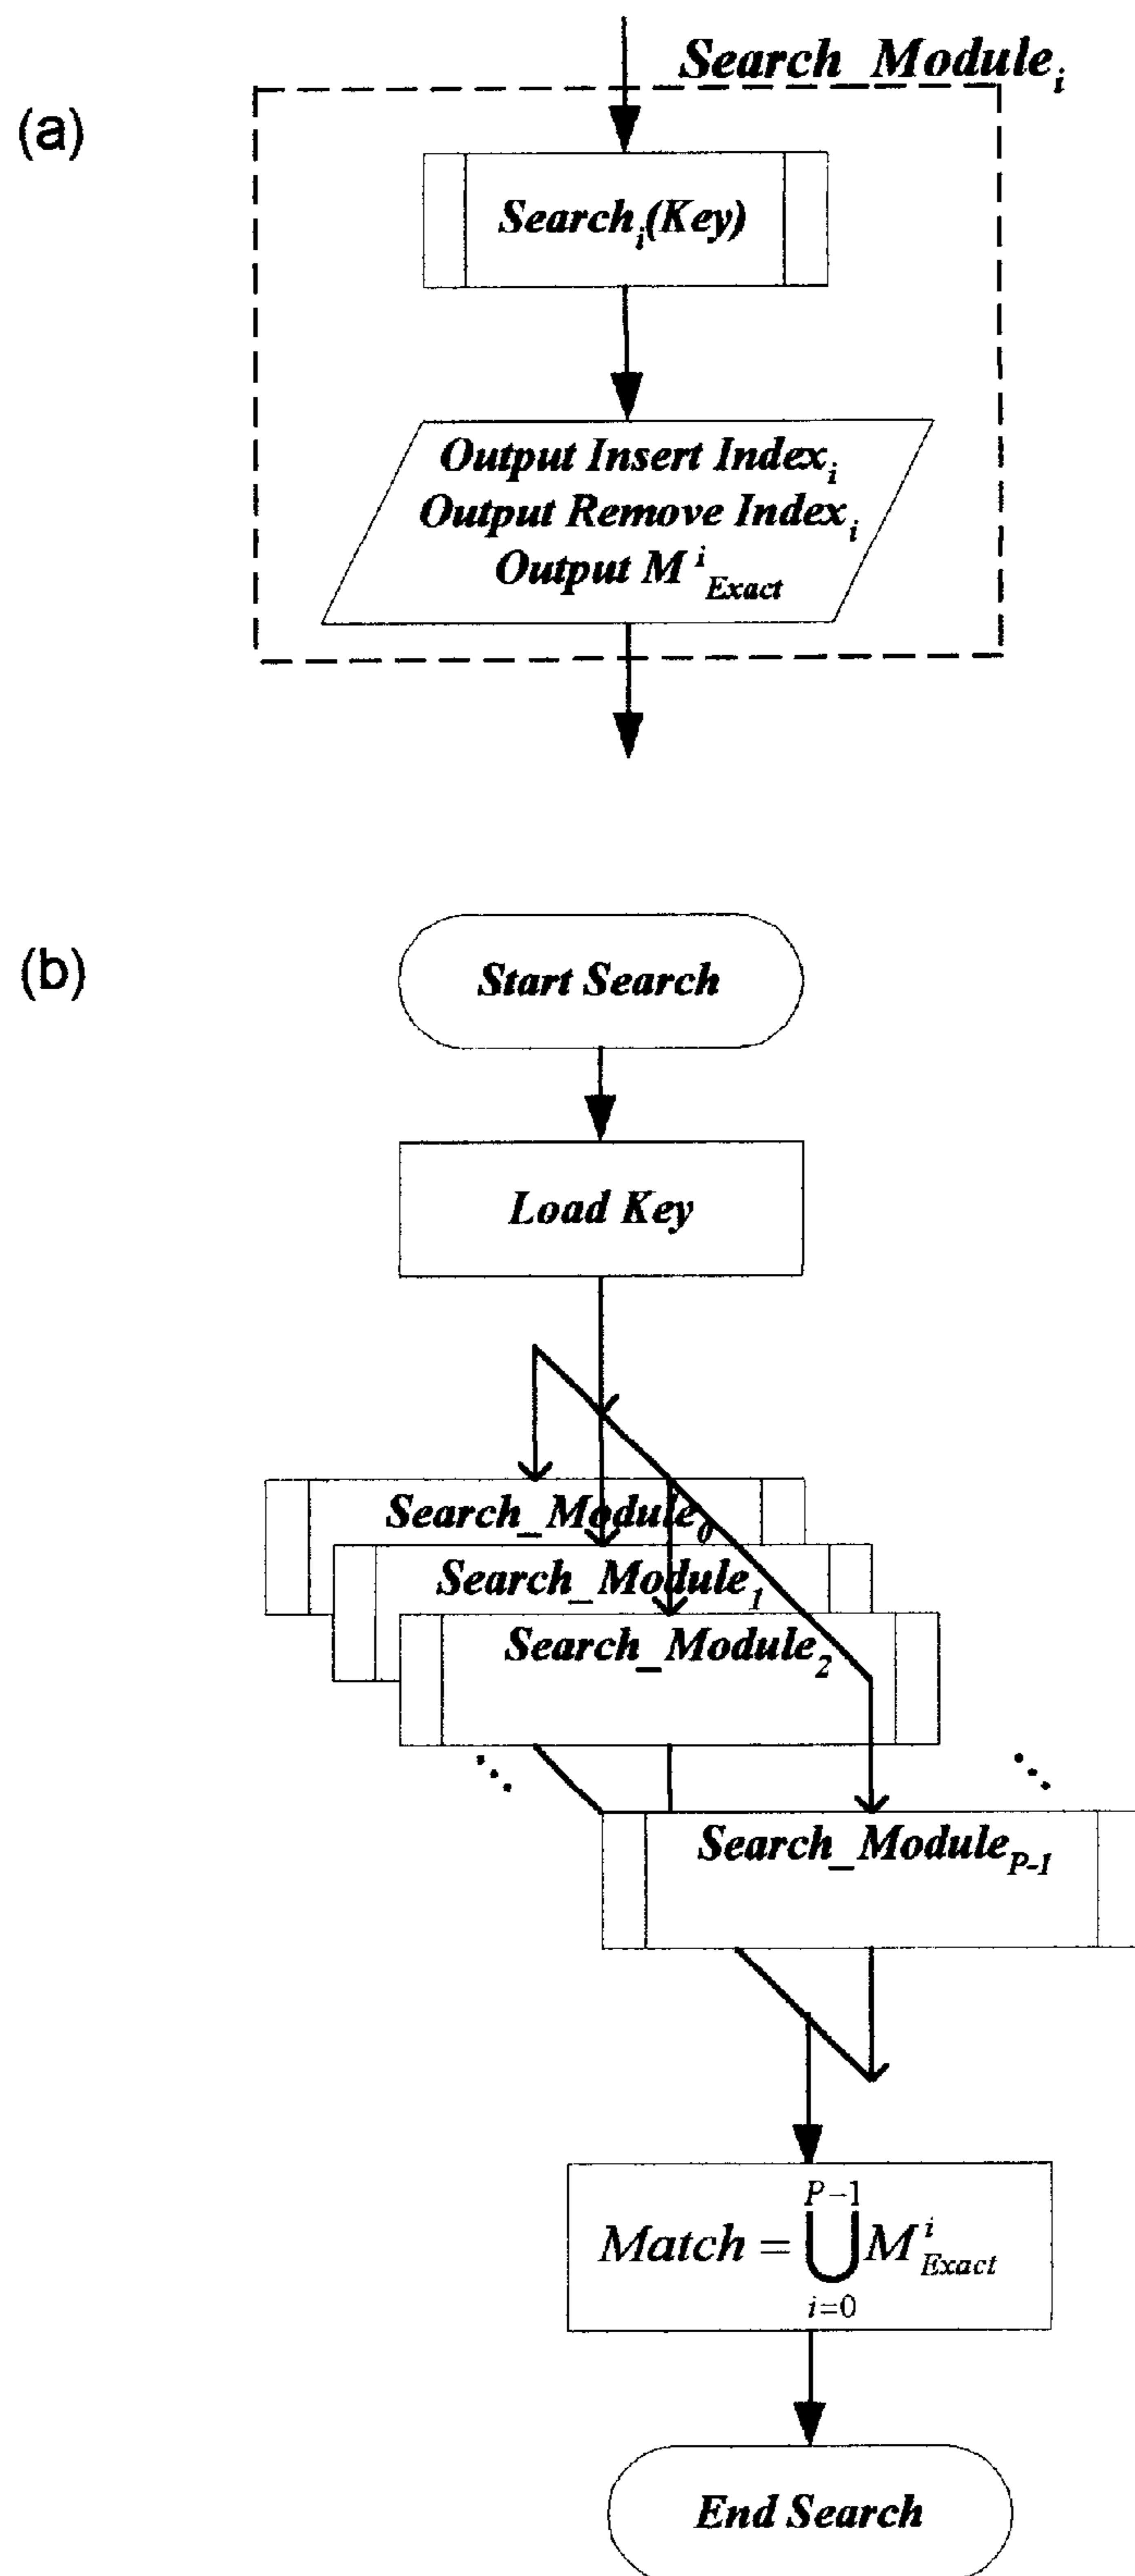 (a)
Search_Module_i
Search_i(Key)
Output Insert Index_i
Output Remove Index_i
Output M^i_Exact
(b)
Start Search
Load Key
Search_Module_0
Search_Module_1
Search_Module_2
Search_Module_P-1
Match = ⋃_{i=0}^{P-1} M^i_Exact
End Search